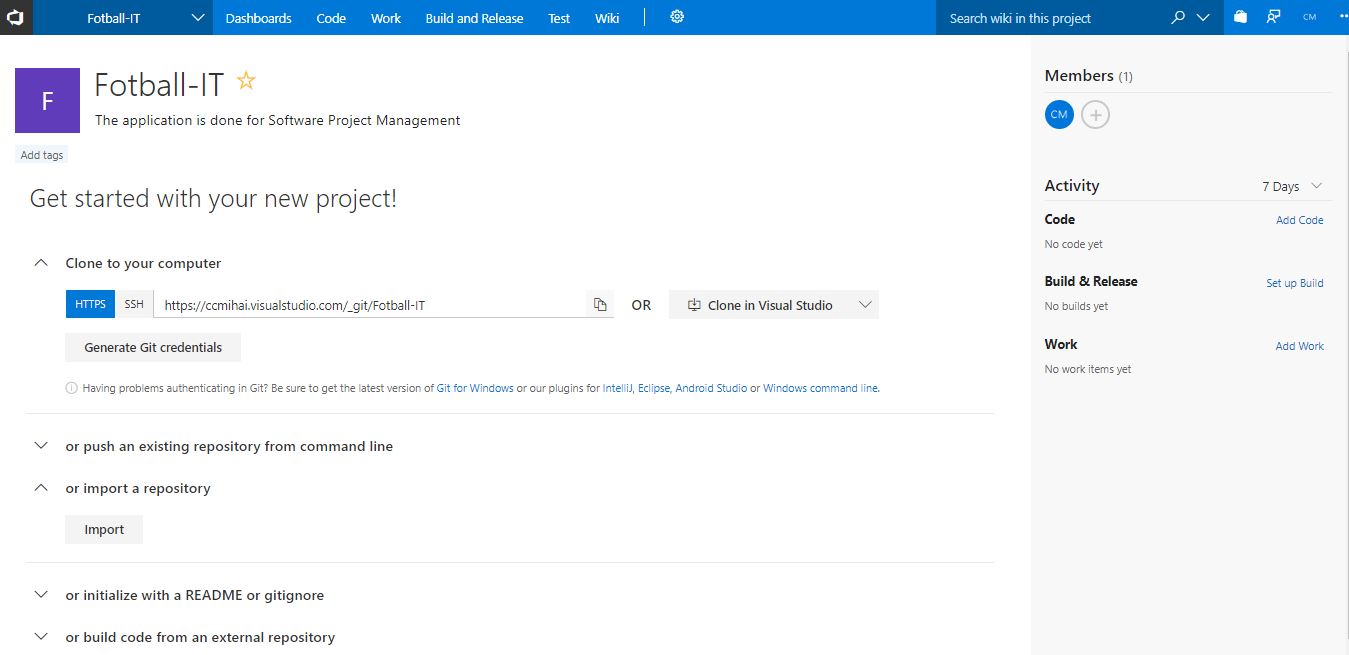 Fotball-IT Dashboards Code Work Build and Release Test Wiki Search wiki in this project CM
F
Fotball-IT
The application is done for Software Project Management
Add tags
Get started with your new project!
Clone to your computer
HTTPS SSH https://ccmihai.visualstudio.com/_git/Fotball-IT OR Clone in Visual Studio
Generate Git credentials
Having problems authenticating in Git? Be sure to get the latest version of Git for Windows or our plugins for IntelliJ, Eclipse, Android Studio or Windows command line.
or push an existing repository from command line
or import a repository
Import
or initialize with a README or gitignore
or build code from an external repository
Members (1)
CM
Activity 7 Days
Code Add Code
No code yet
Build & Release Set up Build
No builds yet
Work Add Work
No work items yet